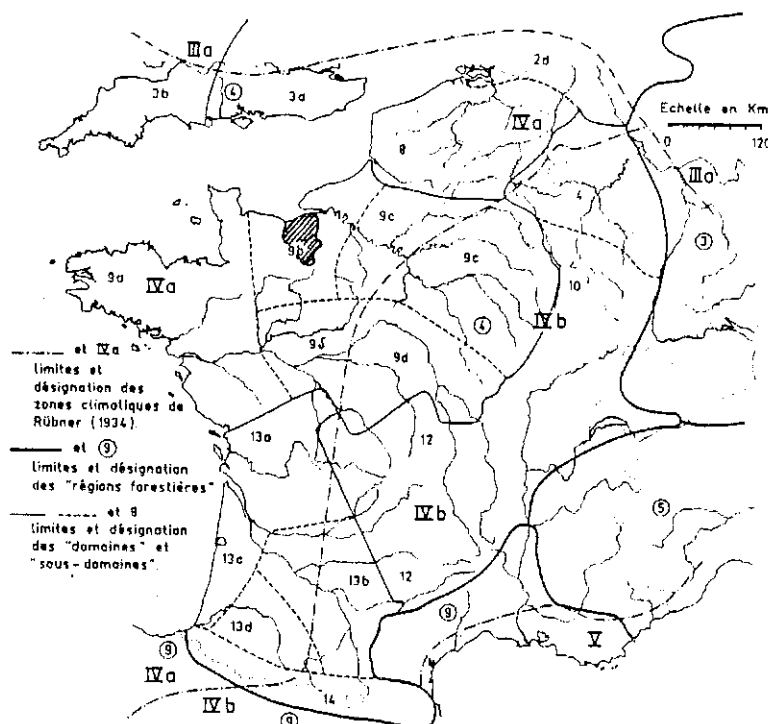 IIIa
3b
④
3a
2d
Echelle en Km
0 120
IVa
8
IIIa
4
③
9c
9b
9c
10
9a
IVa
④
IVb
9f
9d
et IVa
limites et
désignation des
zones climatiques de
Rübner (1934).
et ⑨
limites et désignation
des "régions forestières"
et 8
limites et désignation
des "domaines" et
"sous-domaines".
13a
12
IVb
⑤
13c
13b
12
⑨
13d
V
⑨
IVa
IVb
14
⑨